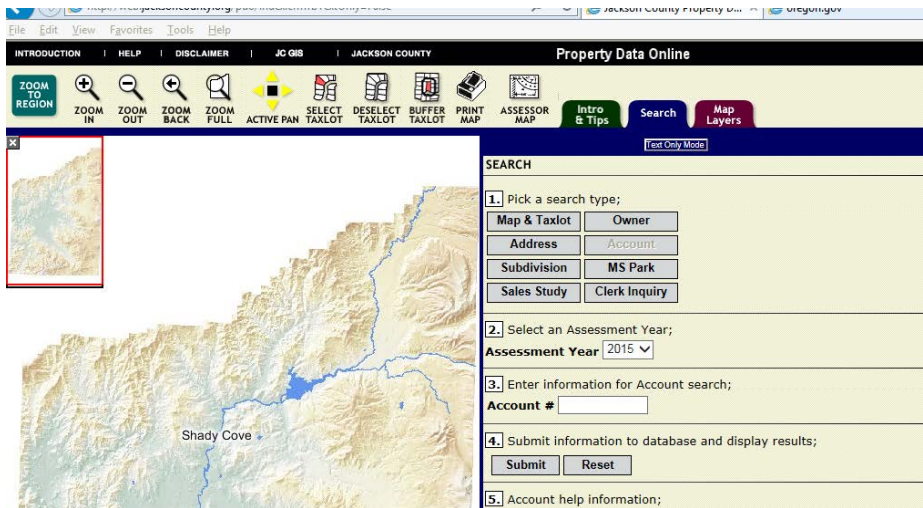 Jackson County Property D...
oregon.gov
File Edit View Favorites Tools Help
INTRODUCTION | HELP | DISCLAIMER | JC GIS | JACKSON COUNTY
Property Data Online
ZOOM TO REGION
ZOOM IN
ZOOM OUT
ZOOM BACK
ZOOM FULL
ACTIVE PAN
SELECT TAXLOT
DESELECT TAXLOT
BUFFER TAXLOT
PRINT MAP
ASSESSOR MAP
Intro & Tips
Search
Map Layers
Text Only Mode
SEARCH
1. Pick a search type;
Map & Taxlot Owner
Address Account
Subdivision MS Park
Sales Study Clerk Inquiry
2. Select an Assessment Year;
Assessment Year 2015
3. Enter information for Account search;
Account #
4. Submit information to database and display results;
Submit Reset
5. Account help information;
Shady Cove